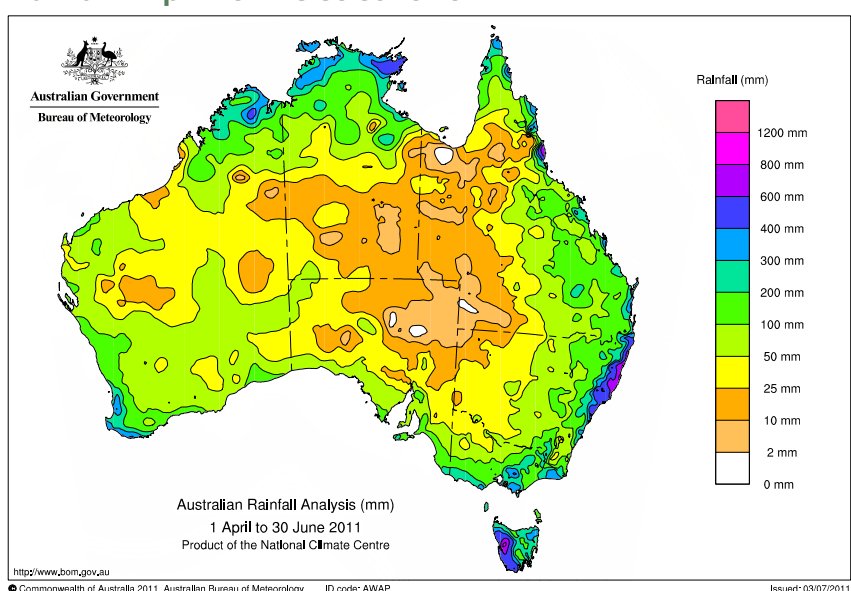 Australian Government
Bureau of Meteorology
Rainfall (mm)
1200 mm
800 mm
600 mm
400 mm
300 mm
200 mm
100 mm
50 mm
25 mm
10 mm
2 mm
0 mm
Australian Rainfall Analysis (mm)
1 April to 30 June 2011
Product of the National Climate Centre
http://www.bom.gov.au
© Commonwealth of Australia 2011, Australian Bureau of Meteorology ID code: AWAP Issued: 03/07/2011